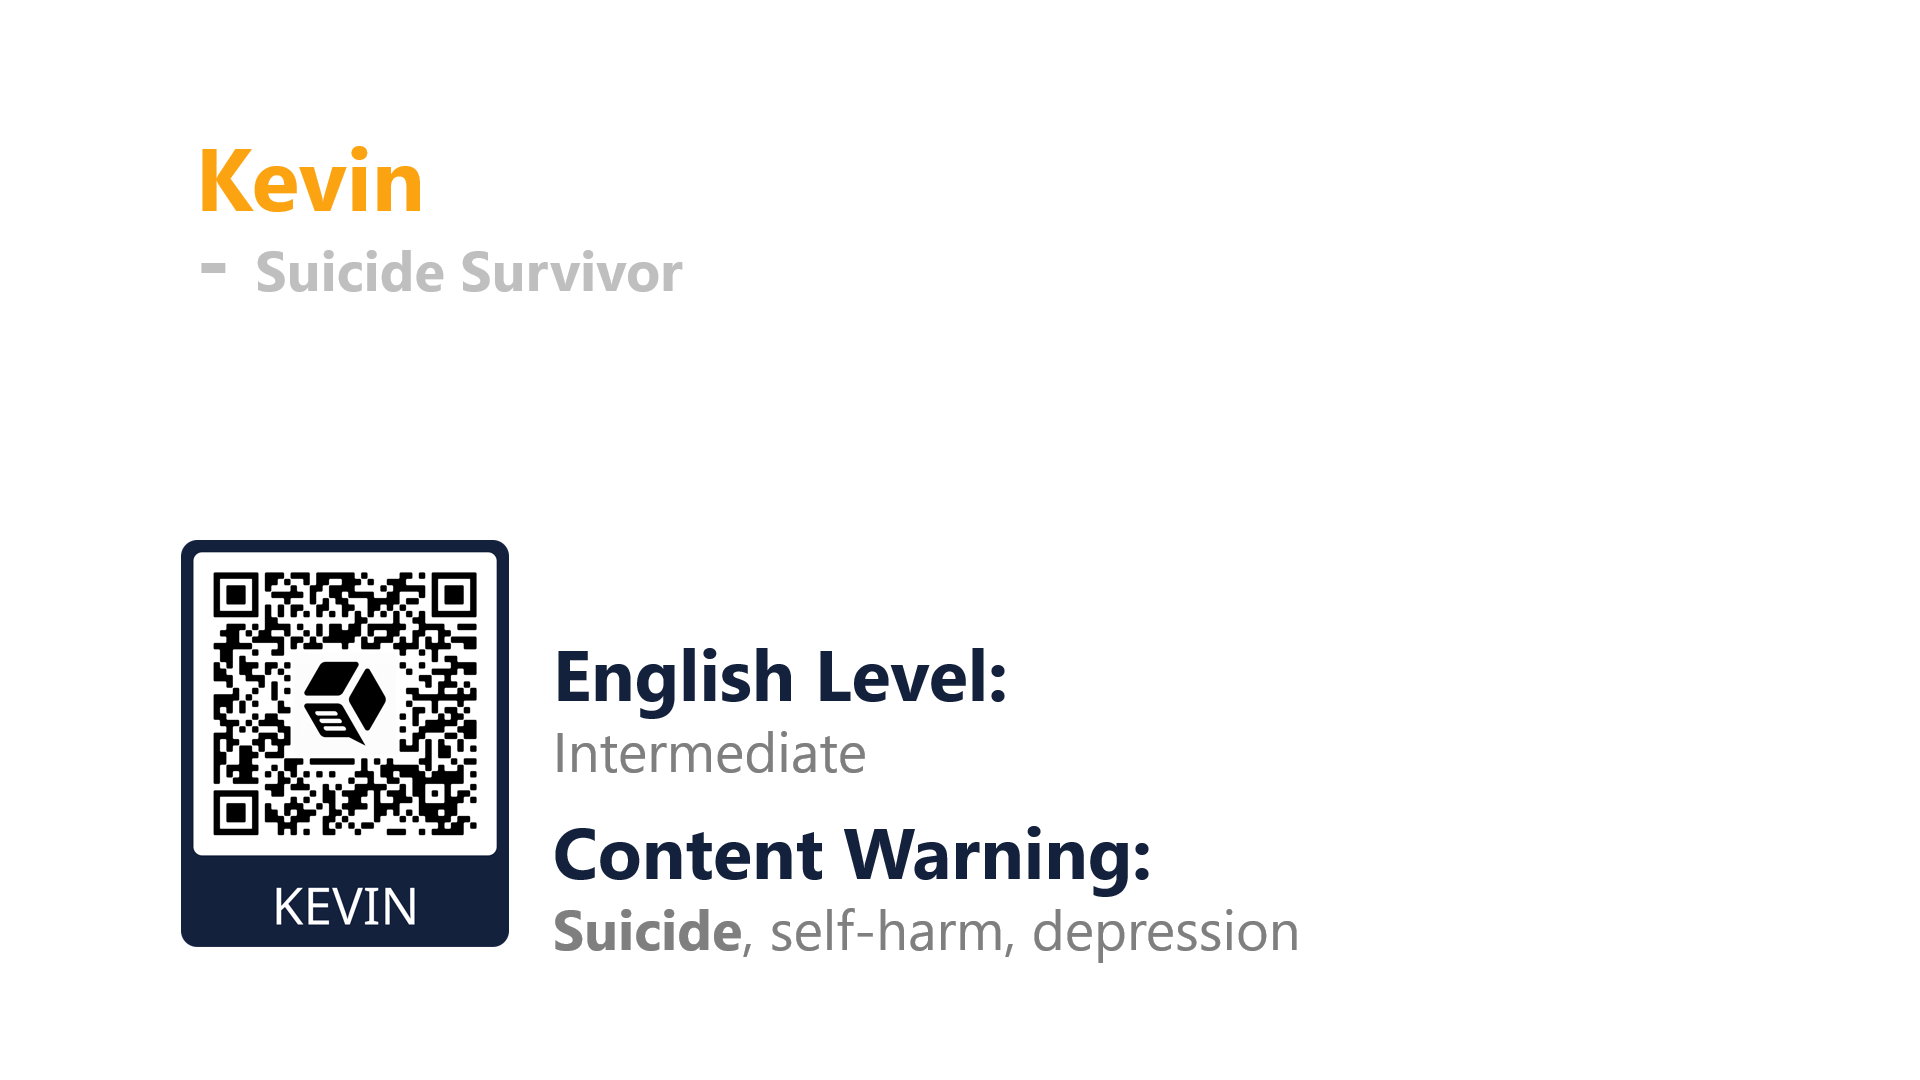 Kevin
- Suicide Survivor
English Level:
Intermediate
Content Warning:
Suicide, self-harm, depression
KEVIN